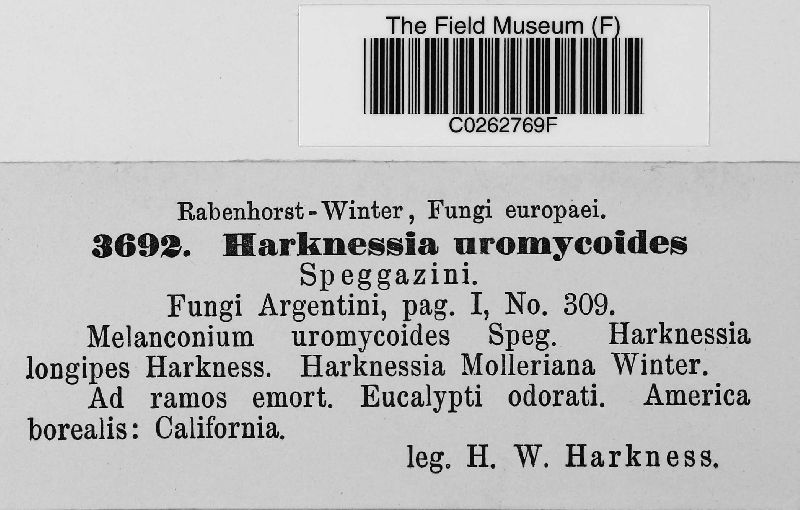 The Field Museum (F)
C0262769F
Rabenhorst-Winter, Fungi europaei.
3692. Harknessia uromycoides
Speggazini.
Fungi Argentini, pag. I, No. 309.
Melanconium uromycoides Speg. Harknessia
longipes Harkness. Harknessia Molleriana Winter.
Ad ramos emort. Eucalypti odorati. America
borealis: California.
leg. H. W. Harkness.